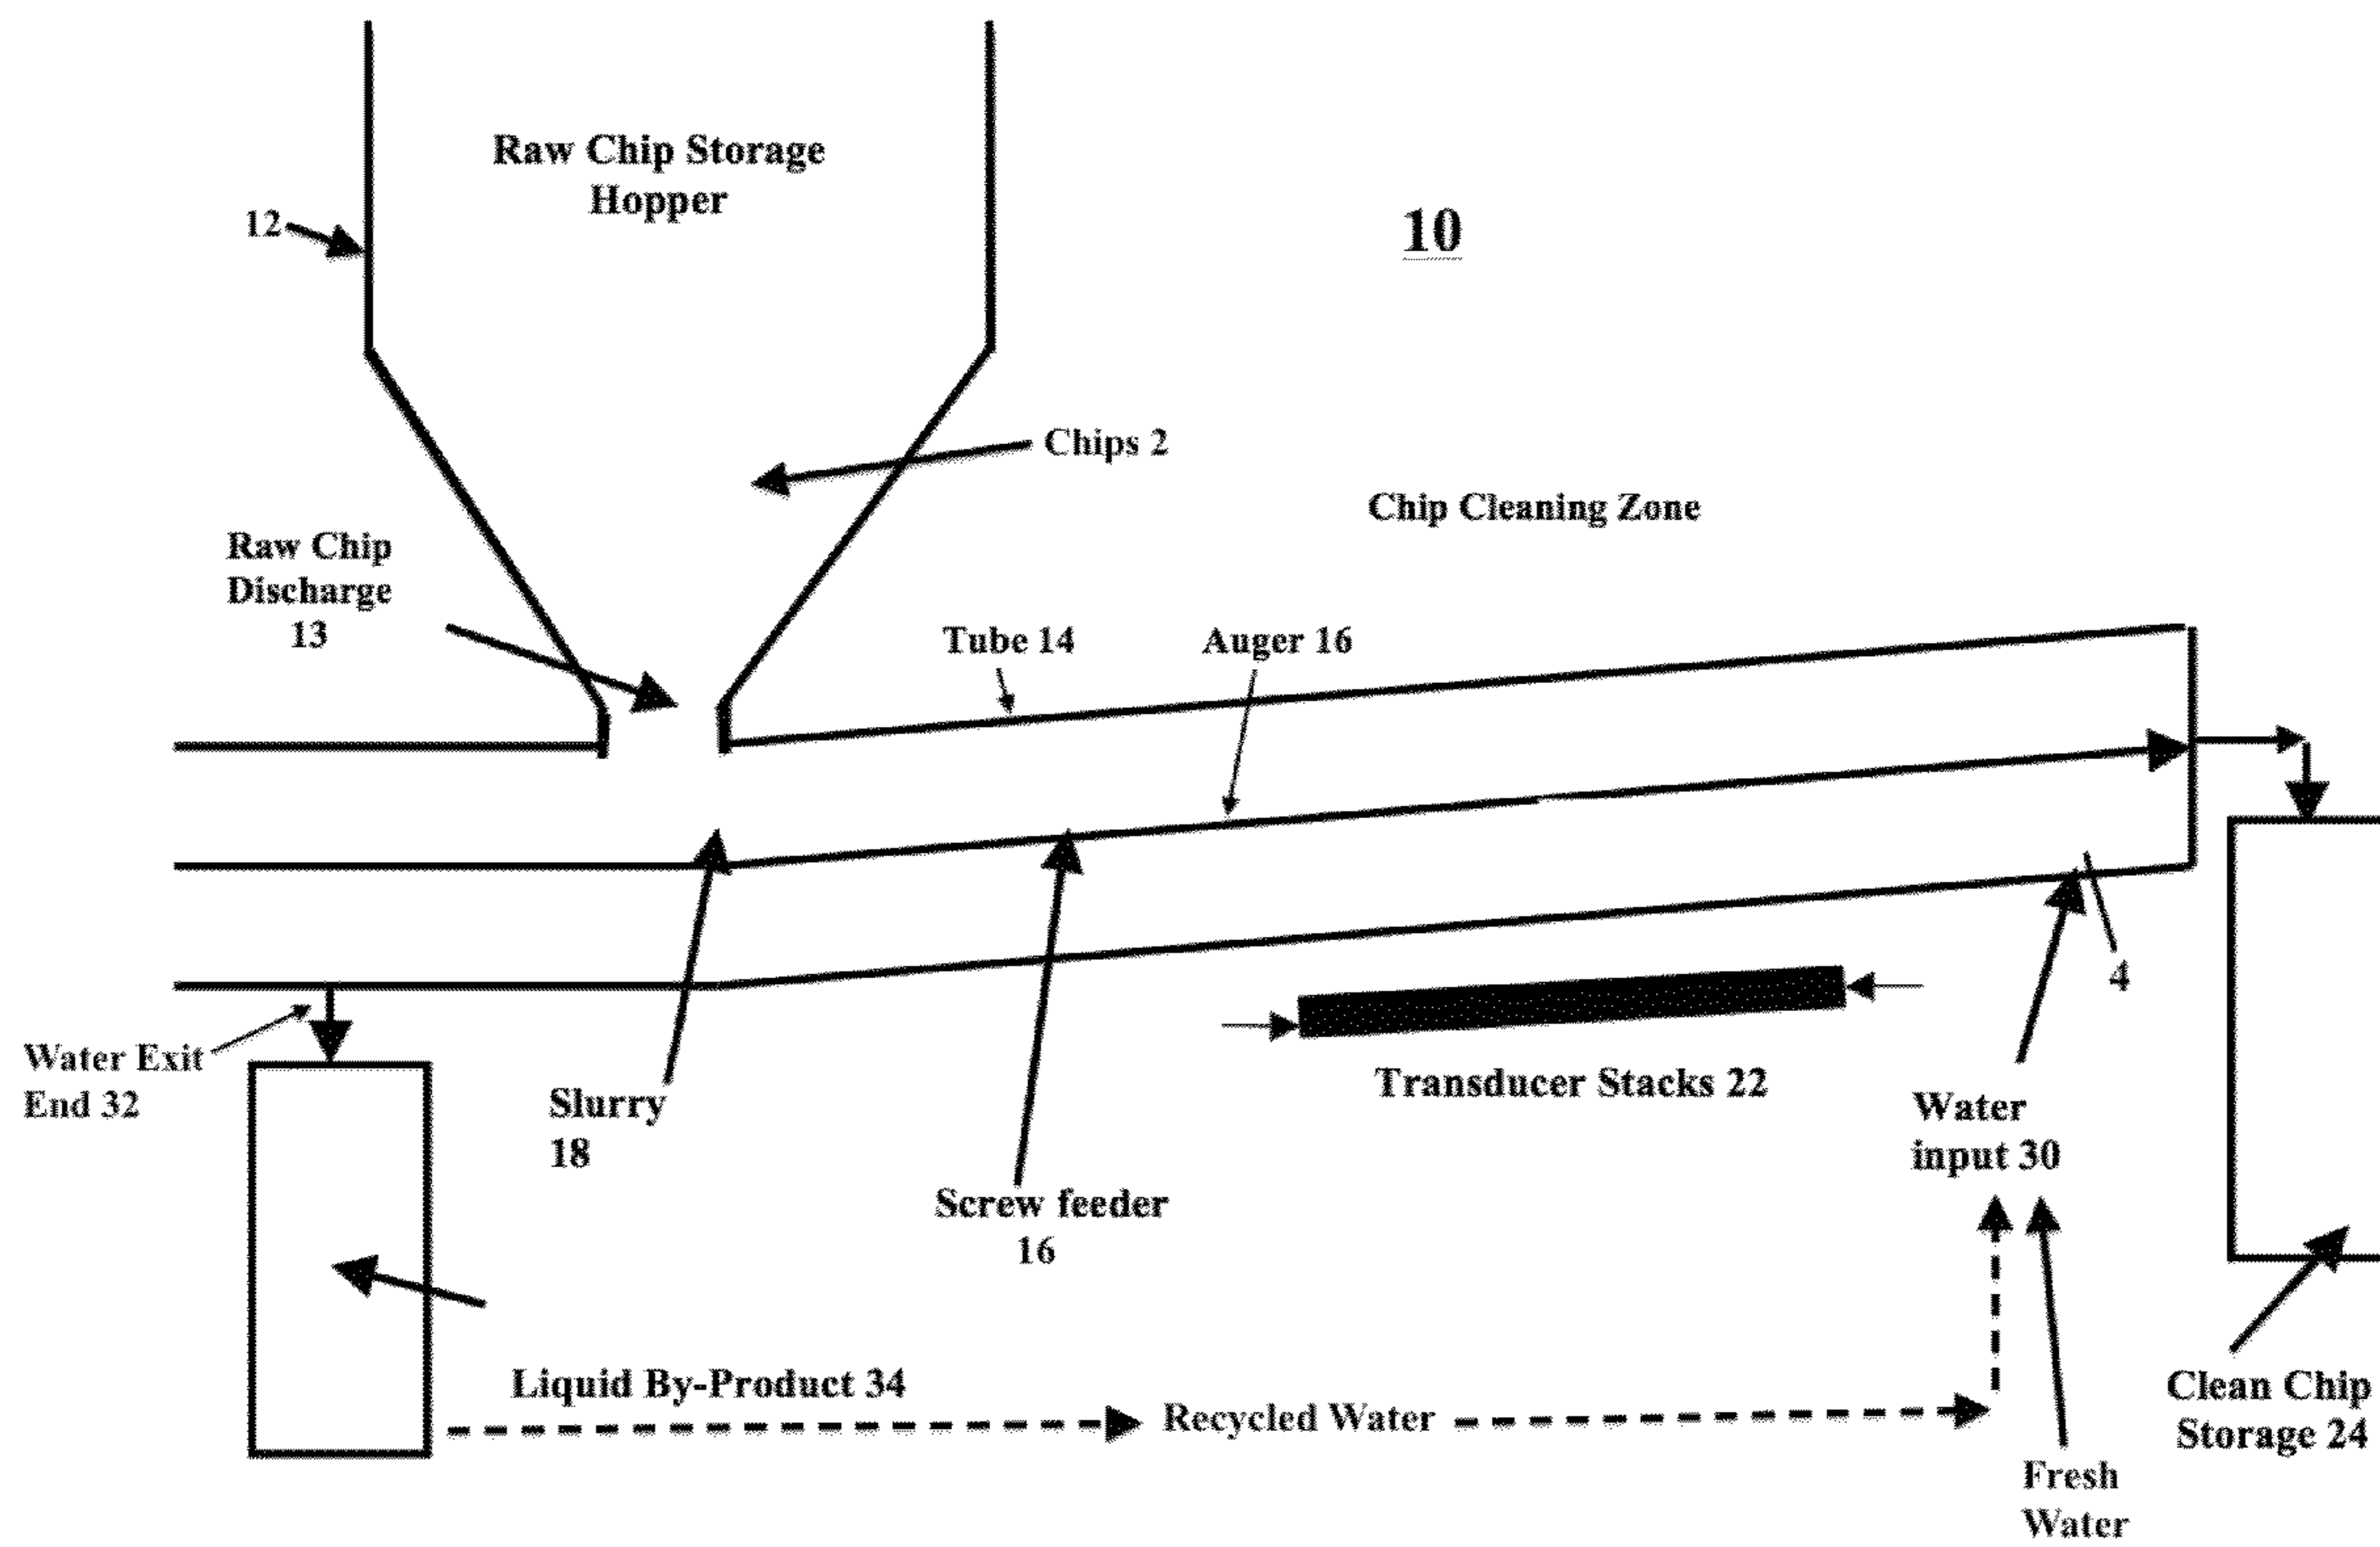 Raw Chip Storage
Hopper
12
10
Chips 2
Chip Cleaning Zone
Raw Chip
Discharge
13
Tube 14
Auger 16
4
Water Exit
End 32
Slurry
18
Transducer Stacks 22
Water
input 30
Screw feeder
16
Liquid By-Product 34
Recycled Water
Clean Chip
Storage 24
Fresh
Water